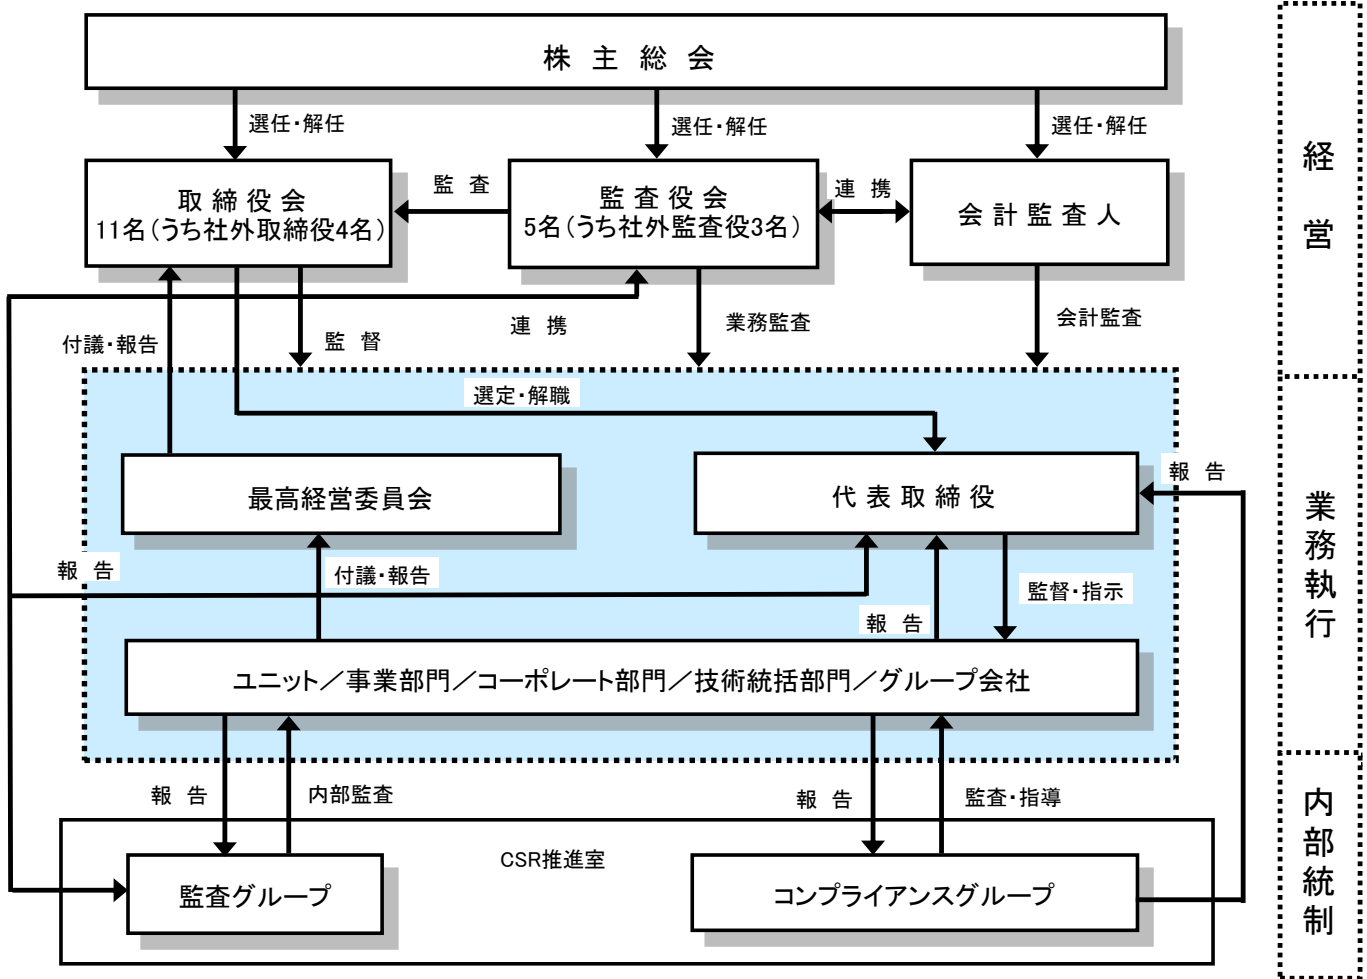 株 主 総 会
選任・解任
選任・解任
選任・解任
取 締 役 会
11名(うち社外取締役4名)
監 査
監 査 役 会
5名(うち社外監査役3名)
連 携
会 計 監 査 人
付議・報告
監 督
連 携
業務監査
会計監査
選定・解職
最高経営委員会
代 表 取 締 役
報 告
報 告
付議・報告
報 告
監督・指示
ユニット／事業部門／コーポレート部門／技術統括部門／グループ会社
報 告
内部監査
報 告
監査・指導
CSR推進室
監査グループ
コンプライアンスグループ
経営
業務執行
内部統制